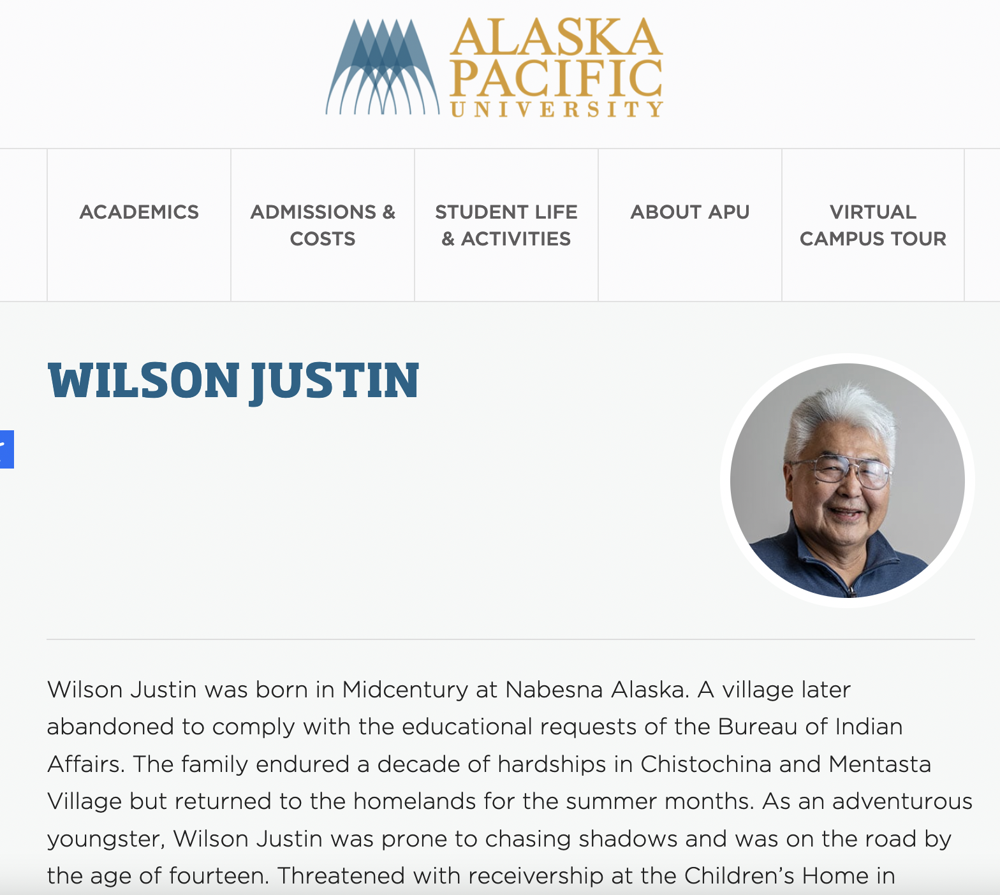 ALASKA
PACIFIC
UNIVERSITY
ACADEMICS
ADMISSIONS &
COSTS
STUDENT LIFE
& ACTIVITIES
ABOUT APU
VIRTUAL
CAMPUS TOUR
WILSON JUSTIN
Wilson Justin was born in Midcentury at Nabesna Alaska. A village later
abandoned to comply with the educational requests of the Bureau of Indian
Affairs. The family endured a decade of hardships in Chistochina and Mentasta
Village but returned to the homelands for the summer months. As an adventurous
youngster, Wilson Justin was prone to chasing shadows and was on the road by
the age of fourteen. Threatened with receivership at the Children’s Home in